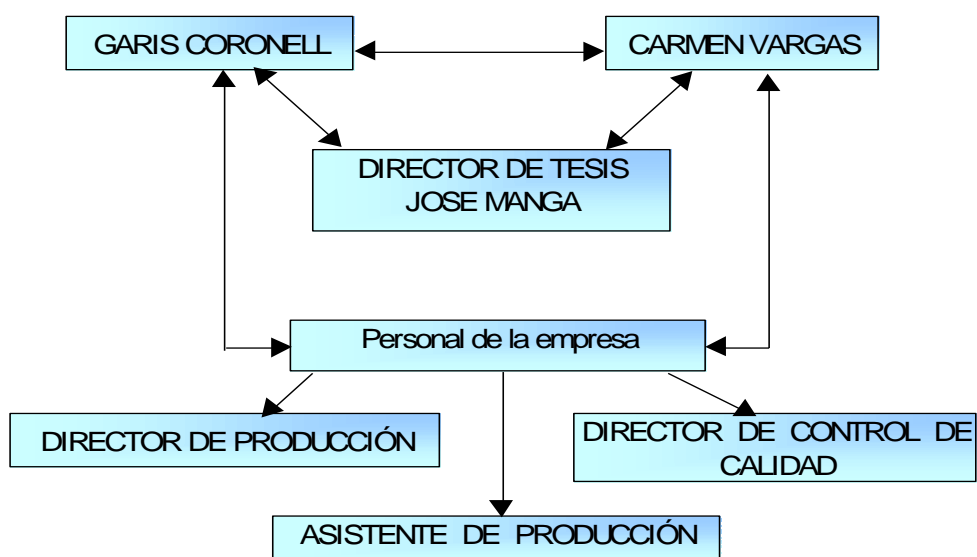 GARIS CORONELL
CARMEN VARGAS
DIRECTOR DE TESIS
JOSE MANGA
Personal de la empresa
DIRECTOR DE PRODUCCIÓN
DIRECTOR DE CONTROL DE
CALIDAD
ASISTENTE DE PRODUCCIÓN